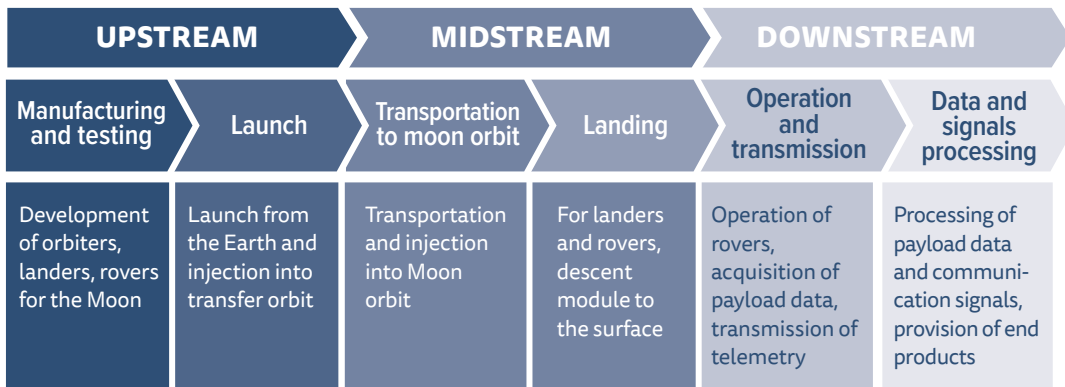 UPSTREAM
MIDSTREAM
DOWNSTREAM
Manufacturing
and testing
Launch
Transportation
to moon orbit
Landing
Operation
and
transmission
Data and
signals
processing
Development
of orbiters,
landers, rovers
for the Moon
Launch from
the Earth and
injection into
transfer orbit
Transportation
and injection
into Moon
orbit
For landers
and rovers,
descent
module to
the surface
Operation of
rovers,
acquisition of
payload data,
transmission of
telemetry
Processing of
payload data
and communi-
cation signals,
provision of end
products